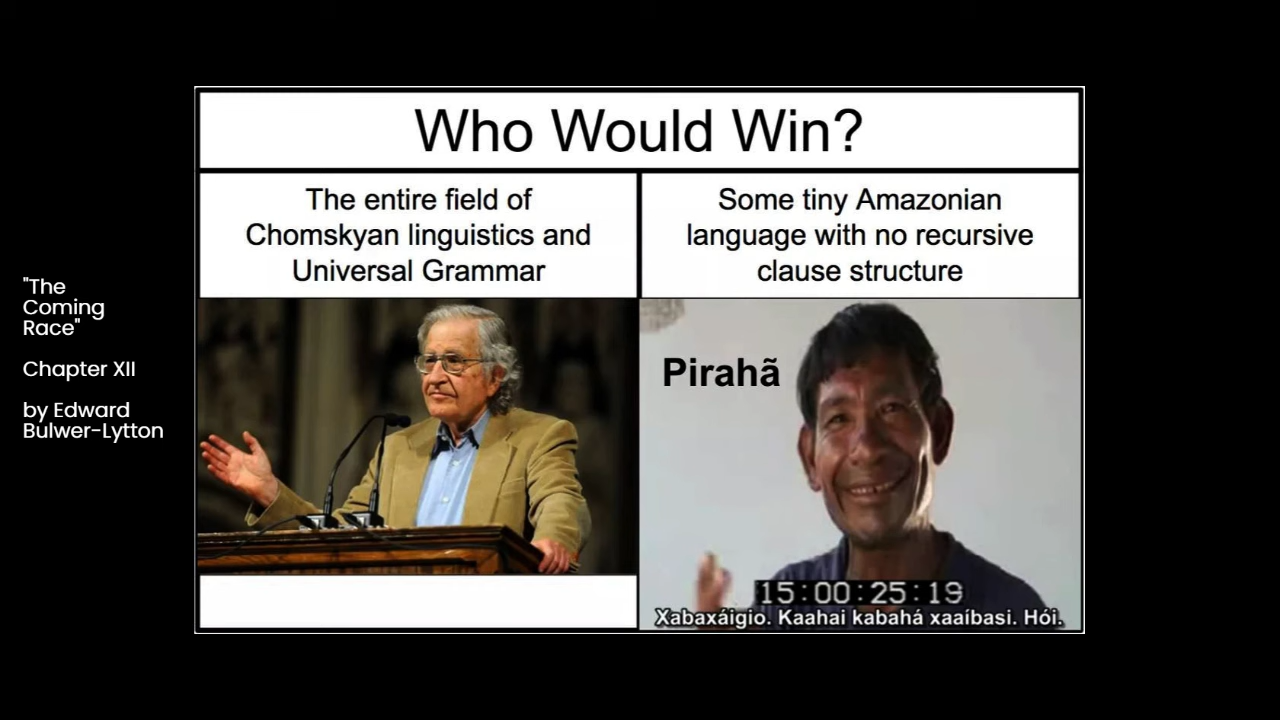 Who Would Win?
The entire field of
Chomskyan linguistics and
Universal Grammar
Some tiny Amazonian
language with no recursive
clause structure
"The
Coming
Race"
Chapter XII
by Edward
Bulwer-Lytton
Pirahã
15:00:25:19
Xabaxáigio. Kaahai kabahá xaaíbasi. Hói.